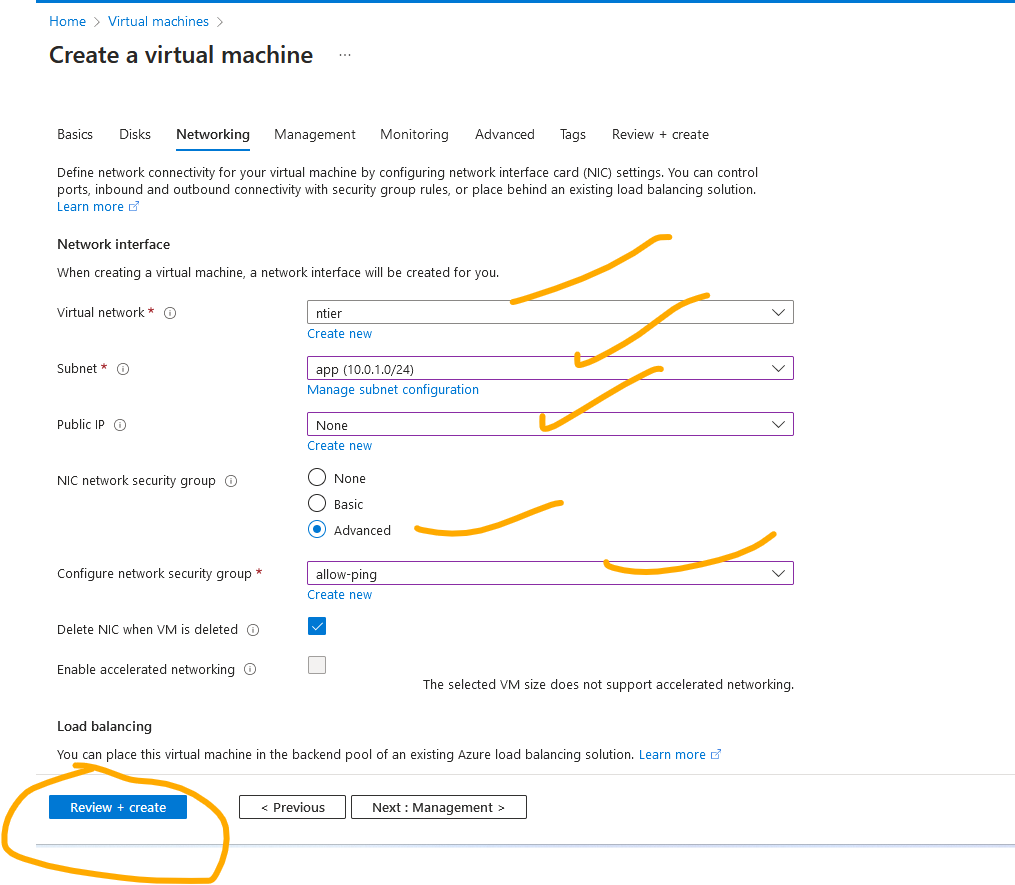 Home > Virtual machines >
Create a virtual machine ...
Basics Disks Networking Management Monitoring Advanced Tags Review + create
Define network connectivity for your virtual machine by configuring network interface card (NIC) settings. You can control
ports, inbound and outbound connectivity with security group rules, or place behind an existing load balancing solution.
Learn more
Network interface
When creating a virtual machine, a network interface will be created for you.
Virtual network * ntier
Create new
Subnet * app (10.0.1.0/24)
Manage subnet configuration
Public IP None
Create new
NIC network security group None
Basic
Advanced
Configure network security group * allow-ping
Create new
Delete NIC when VM is deleted
Enable accelerated networking
The selected VM size does not support accelerated networking.
Load balancing
You can place this virtual machine in the backend pool of an existing Azure load balancing solution. Learn more
Review + create < Previous Next : Management >